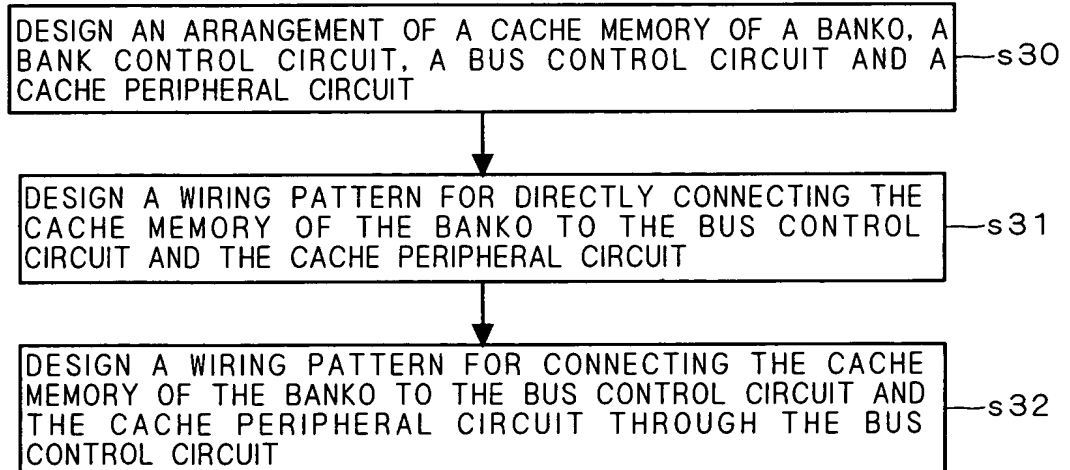 DESIGN AN ARRANGEMENT OF A CACHE MEMORY OF A BANK0, A
BANK CONTROL CIRCUIT, A BUS CONTROL CIRCUIT AND A
CACHE PERIPHERAL CIRCUIT
s30
DESIGN A WIRING PATTERN FOR DIRECTLY CONNECTING THE
CACHE MEMORY OF THE BANK0 TO THE BUS CONTROL
CIRCUIT AND THE CACHE PERIPHERAL CIRCUIT
s31
DESIGN A WIRING PATTERN FOR CONNECTING THE CACHE
MEMORY OF THE BANK0 TO THE BUS CONTROL CIRCUIT AND
THE CACHE PERIPHERAL CIRCUIT THROUGH THE BUS
CONTROL CIRCUIT
s32